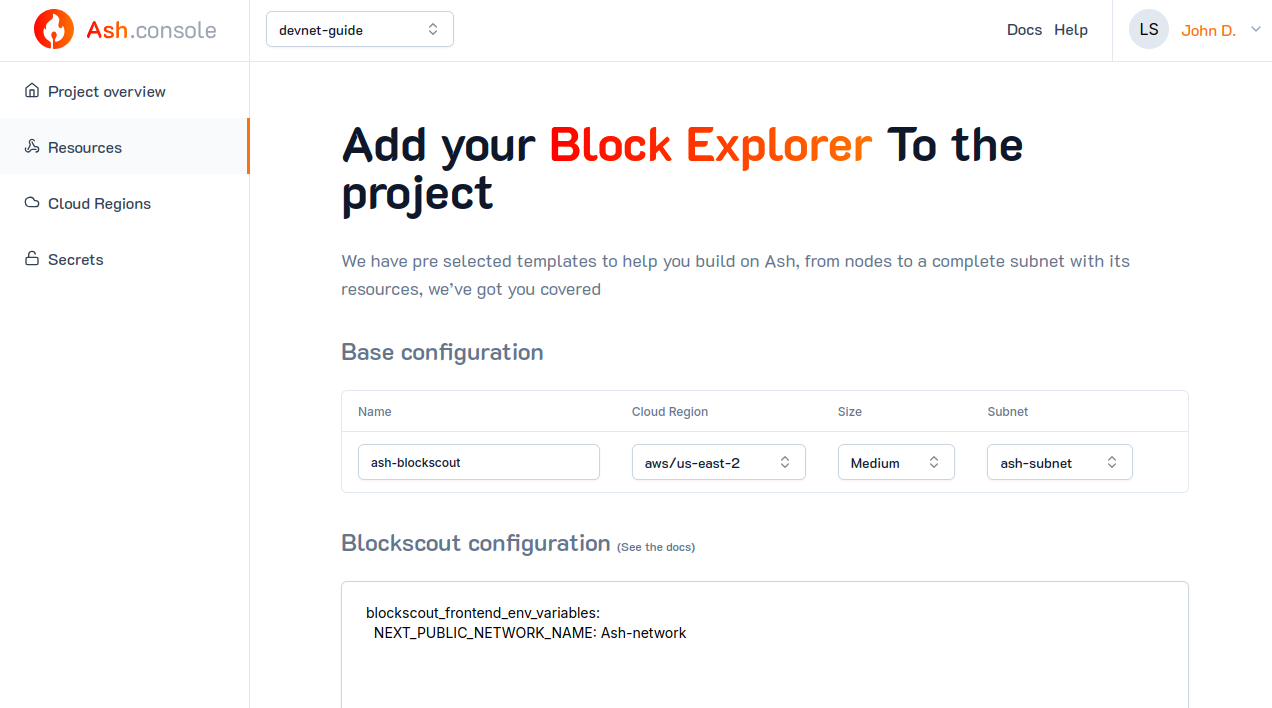 Ash.console
devnet-guide
Docs Help
LS John D.
Project overview
Resources
Cloud Regions
Secrets
Add your Block Explorer To the
project
We have pre selected templates to help you build on Ash, from nodes to a complete subnet with its
resources, we’ve got you covered
Base configuration
Name Cloud Region Size Subnet
ash-blockscout aws/us-east-2 Medium ash-subnet
Blockscout configuration (See the docs)
blockscout_frontend_env_variables:
NEXT_PUBLIC_NETWORK_NAME: Ash-network